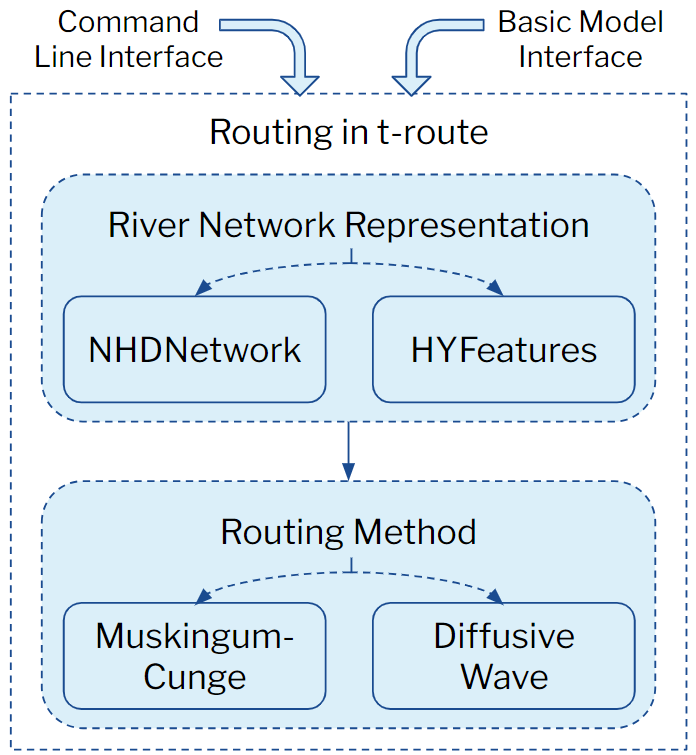 Command
Line Interface
Basic Model
Interface
Routing in t-route
River Network Representation
NHDNetwork
HYFeatures
Routing Method
Muskingum-
Cunge
Diffusive
Wave